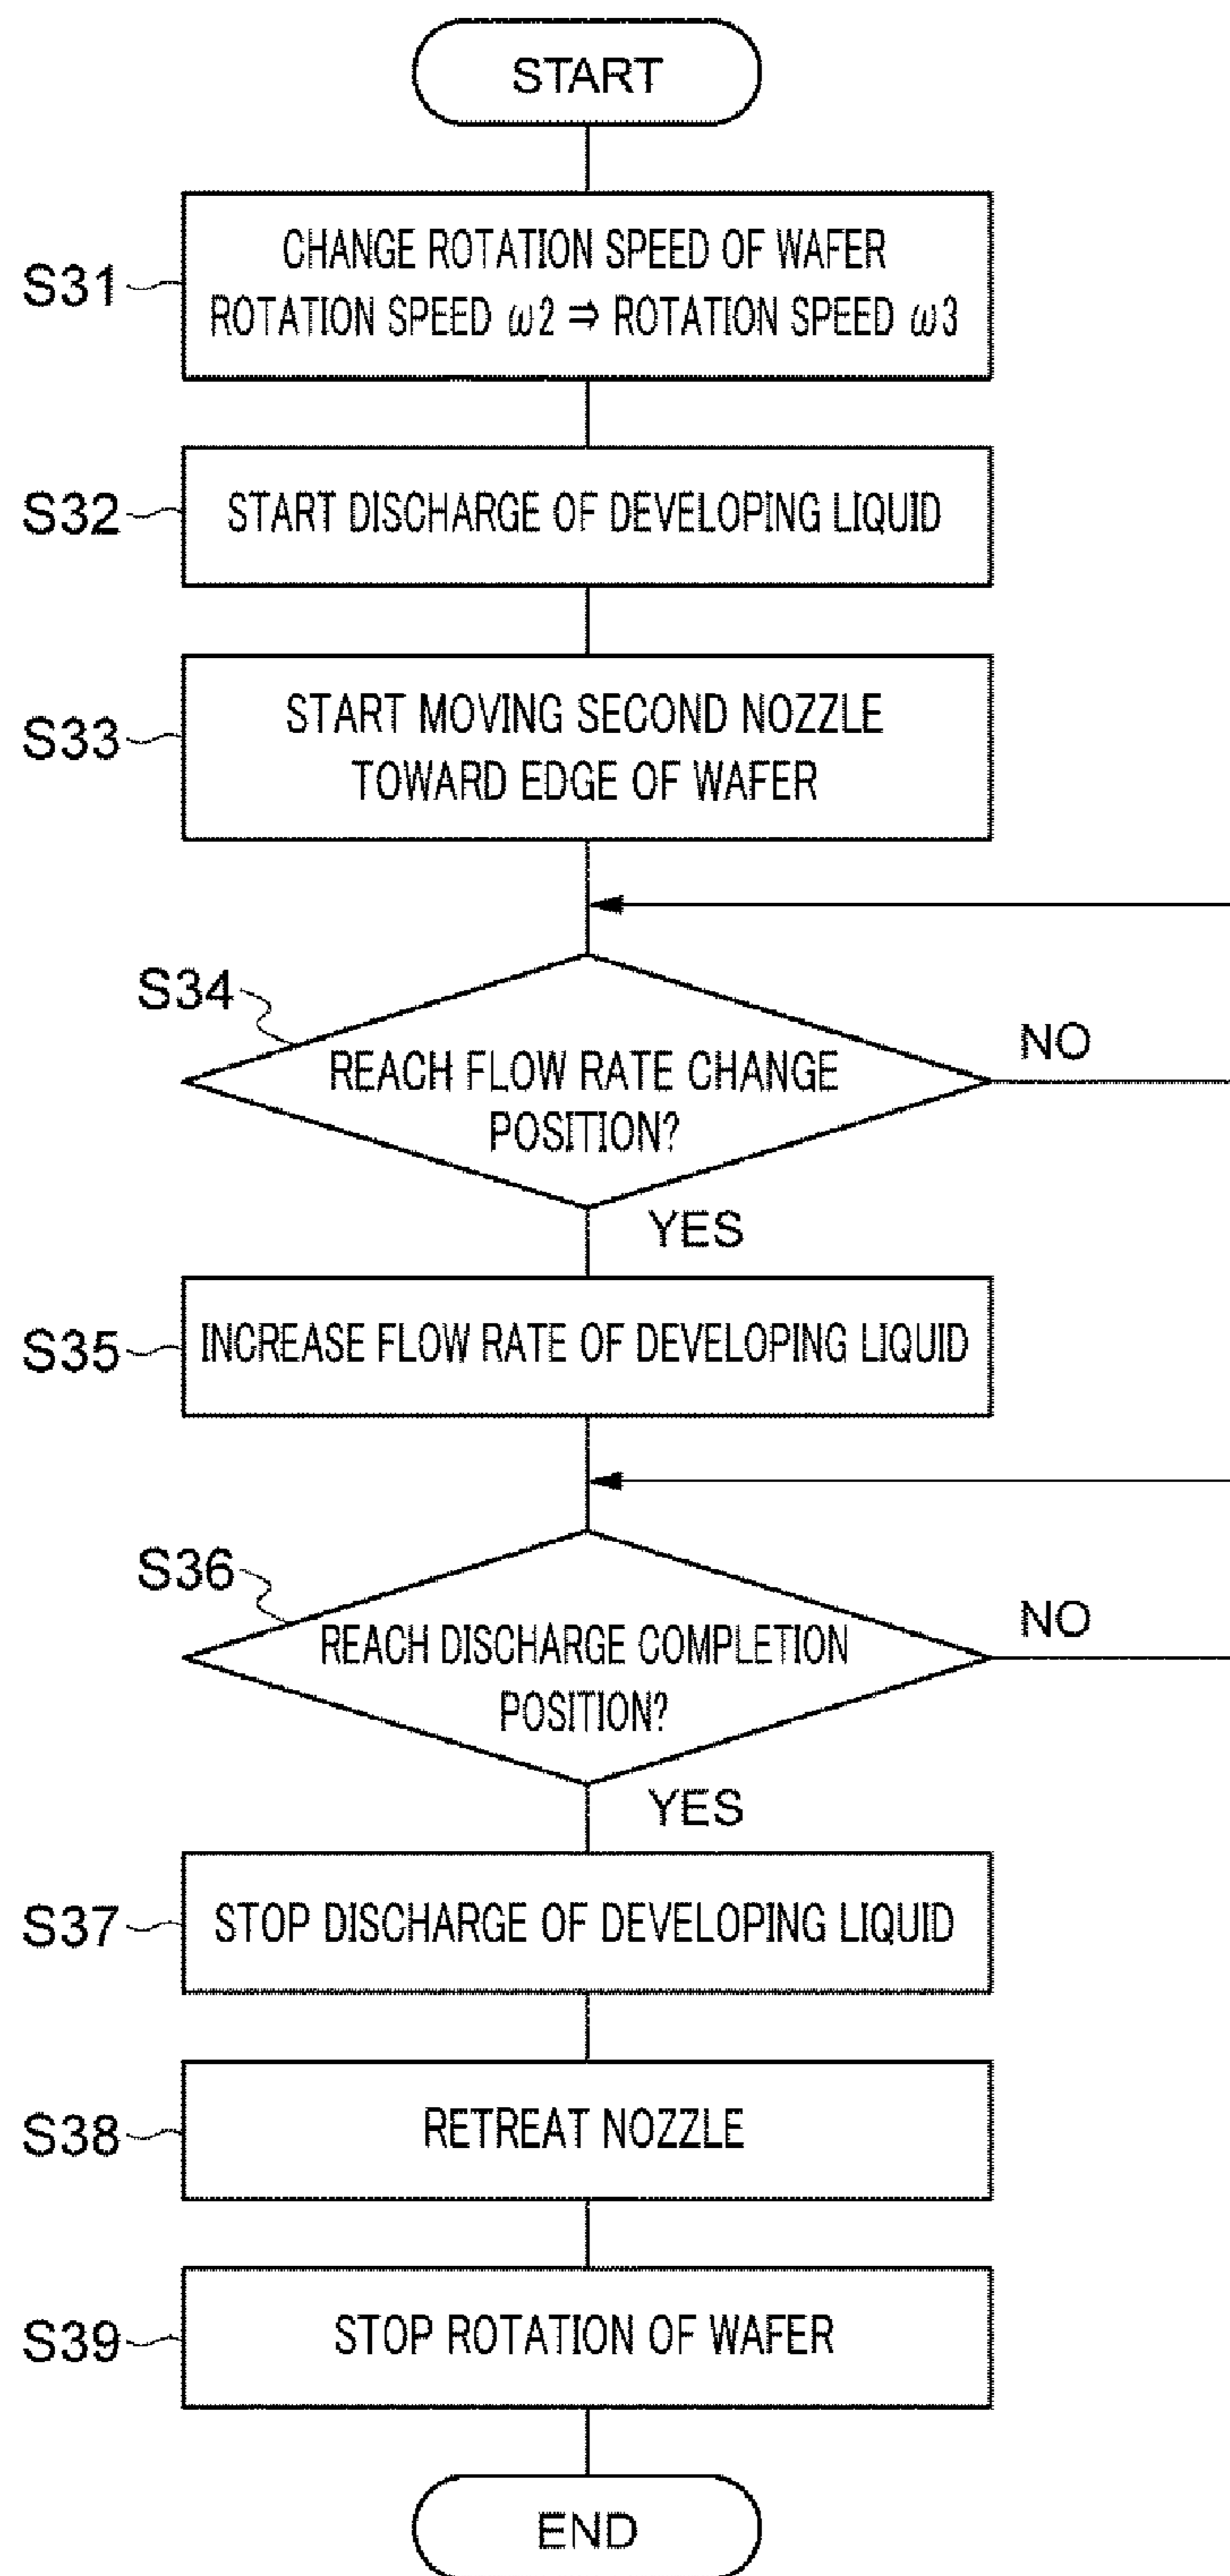 START
S31
CHANGE ROTATION SPEED OF WAFER
ROTATION SPEED ω2 ⇒ ROTATION SPEED ω3
S32
START DISCHARGE OF DEVELOPING LIQUID
S33
START MOVING SECOND NOZZLE
TOWARD EDGE OF WAFER
S34
REACH FLOW RATE CHANGE
POSITION?
NO
YES
S35
INCREASE FLOW RATE OF DEVELOPING LIQUID
S36
REACH DISCHARGE COMPLETION
POSITION?
NO
YES
S37
STOP DISCHARGE OF DEVELOPING LIQUID
S38
RETREAT NOZZLE
S39
STOP ROTATION OF WAFER
END